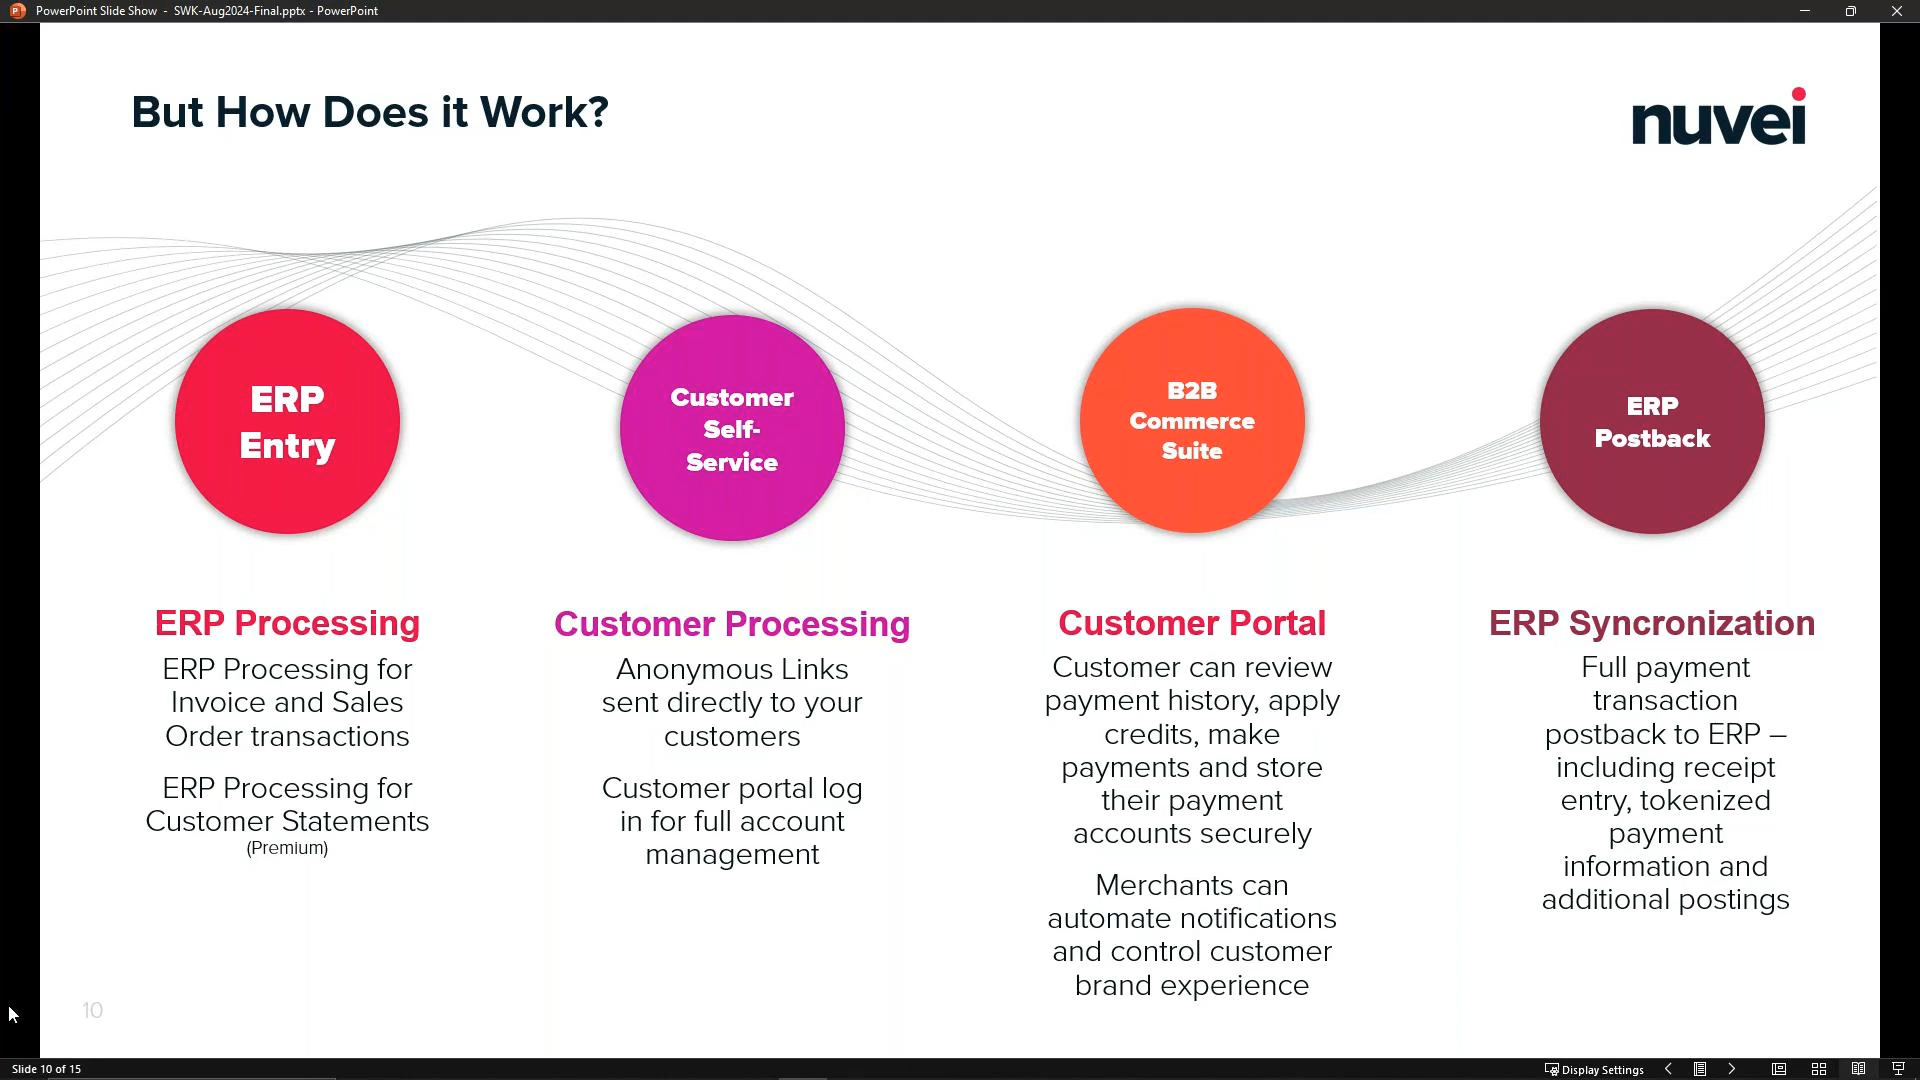 PowerPoint Slide Show - SWK-Aug2024-Final.pptx - PowerPoint
But How Does it Work?
nuvei
ERP
Entry
Customer
Self-
Service
B2B
Commerce
Suite
ERP
Postback
ERP Processing
ERP Processing for
Invoice and Sales
Order transactions
ERP Processing for
Customer Statements
(Premium)
Customer Processing
Anonymous Links
sent directly to your
customers
Customer portal log
in for full account
management
Customer Portal
Customer can review
payment history, apply
credits, make
payments and store
their payment
accounts securely
Merchants can
automate notifications
and control customer
brand experience
ERP Syncronization
Full payment
transaction
postback to ERP –
including receipt
entry, tokenized
payment
information and
additional postings
10
Slide 10 of 15
Display Settings